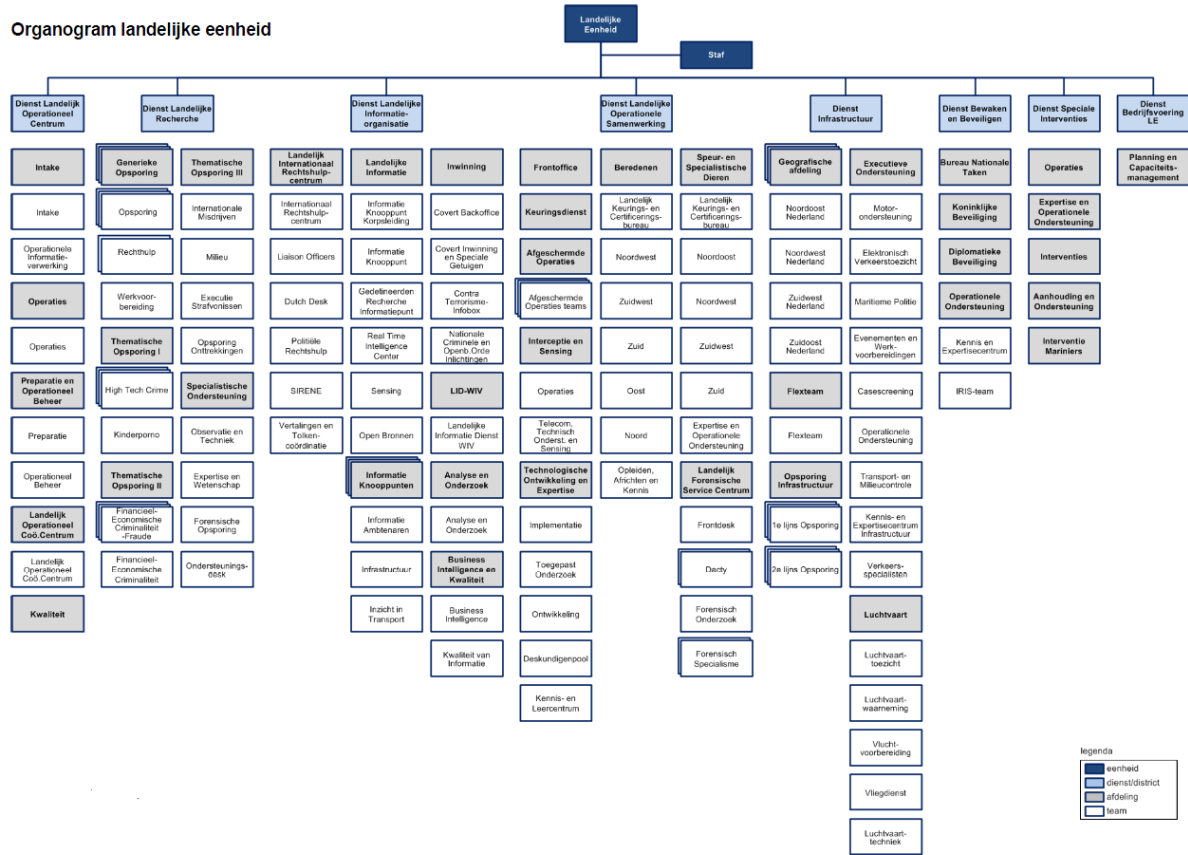 Organogram landelijke eenheid
Landelijke
Eenheid
Staf
Dienst Landelijk
Operationeel
Centrum
Dienst Landelijke
Recherche
Dienst Landelijke
Informatie-
organisatie
Dienst Landelijke
Operationele
Samenwerking
Dienst
Infrastructuur
Dienst Bewaken
en Beveiligen
Dienst Speciale
Interventies
Dienst
Bedrijfsvoering
LE
Intake
Intake
Operationele
Informatie-
verwerking
Operaties
Operaties
Preparatie en
Operationeel
Beheer
Preparatie
Operationeel
Beheer
Landelijk
Operationeel
Coö.Centrum
Landelijk
Operationeel
Coö.Centrum
Kwaliteit
Generieke
Opsporing
Opsporing
Rechthulp
Werkvoor-
bereiding
Thematische
Opsporing I
High Tech Crime
Kinderporno
Thematische
Opsporing II
Financieel-
Economische
Criminaliteit
-Fraude
Financieel-
Economische
Criminaliteit
Thematische
Opsporing III
Internationale
Misdrijven
Milieu
Executie
Strafvonissen
Opsporing
Onttrekkingen
Specialistische
Ondersteuning
Observatie en
Techniek
Expertise en
Wetenschap
Forensische
Opsporing
Ondersteunings-
desk
Landelijk
Internationaal
Rechtshulp-
centrum
Internationaal
Rechtshulp-
centrum
Liaison Officers
Dutch Desk
Politiële
Rechtshulp
SIRENE
Vertalingen en
Tolken-
coördinatie
Landelijke
Informatie
Informatie
Knooppunt
Korpsleiding
Informatie
Knooppunt
Gedetineerden
Recherche
Informatiepunt
Real Time
Intelligence
Center
Sensing
Open Bronnen
Informatie
Knooppunten
Informatie
Ambtenaren
Infrastructuur
Inzicht in
Transport
Inwinning
Covert Backoffice
Covert Inwinning
en Speciale
Getuigen
Contra
Terrorisme-
Infobox
Nationale
Criminele en
Openb.Orde
Inlichtingen
LID-WIV
Landelijke
Informatie Dienst
WIV
Analyse en
Onderzoek
Analyse en
Onderzoek
Business
Intelligence en
Kwaliteit
Business
Intelligence
Kwaliteit van
Informatie
Frontoffice
Keuringsdienst
Afgeschermde
Operaties
Afgeschermde
Operaties teams
Interceptie en
Sensing
Operaties
Telecom,
Technisch
Onderst. en
Sensing
Technologische
Ontwikkeling en
Expertise
Implementatie
Toegepast
Onderzoek
Ontwikkeling
Deskundigenpool
Kennis- en
Leercentrum
Beredenen
Landelijke
Keurings- en
Certificerings-
bureau
Noordwest
Zuidwest
Zuid
Oost
Noord
Opleiden,
Africhten en
Kennis
Speur- en
Specialistische
Dieren
Landelijk
Keurings- en
Certificerings-
bureau
Noordoost
Noordwest
Zuidwest
Zuid
Expertise en
Operationele
Ondersteuning
Landelijk
Forensische
Service Centrum
Frontdesk
Dacty
Forensisch
Onderzoek
Forensisch
Specialisme
Geografische
afdeling
Noordoost
Nederland
Noordwest
Nederland
Zuidwest
Nederland
Zuidoost
Nederland
Flexteam
Flexteam
Opsporing
Infrastructuur
1e lijns Opsporing
2e lijns Opsporing
Executieve
Ondersteuning
Motor-
ondersteuning
Elektronisch
Verkeerstoezicht
Maritieme Politie
Evenementen en
Werk-
voorbereidingen
Casescreening
Operationele
Ondersteuning
Transport- en
Milieucontrole
Kennis- en
Expertisecentrum
Infrastructuur
Verkeers-
specialisten
Luchtvaart
Luchtvaart-
toezicht
Luchtvaart-
waarneming
Vlucht-
voorbereiding
Vliegdienst
Luchtvaart-
techniek
Bureau Nationale
Taken
Koninklijke
Beveiliging
Diplomatieke
Beveiliging
Operationele
Ondersteuning
Kennis en
Expertisecentrum
IRIS-team
Operaties
Expertise en
Operationele
Ondersteuning
Interventies
Aanhouding en
Ondersteuning
Interventie
Mariniers
Planning en
Capaciteits-
management
legenda
eenheid
dienst/district
afdeling
team